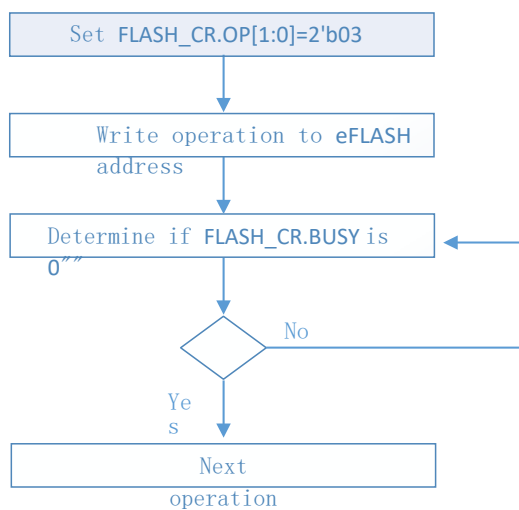 Set FLASH_CR.OP[1:0]=2'b03
Write operation to eFLASH
address
Determine if FLASH_CR.BUSY is
0″″
No
Ye
s
Next
operation